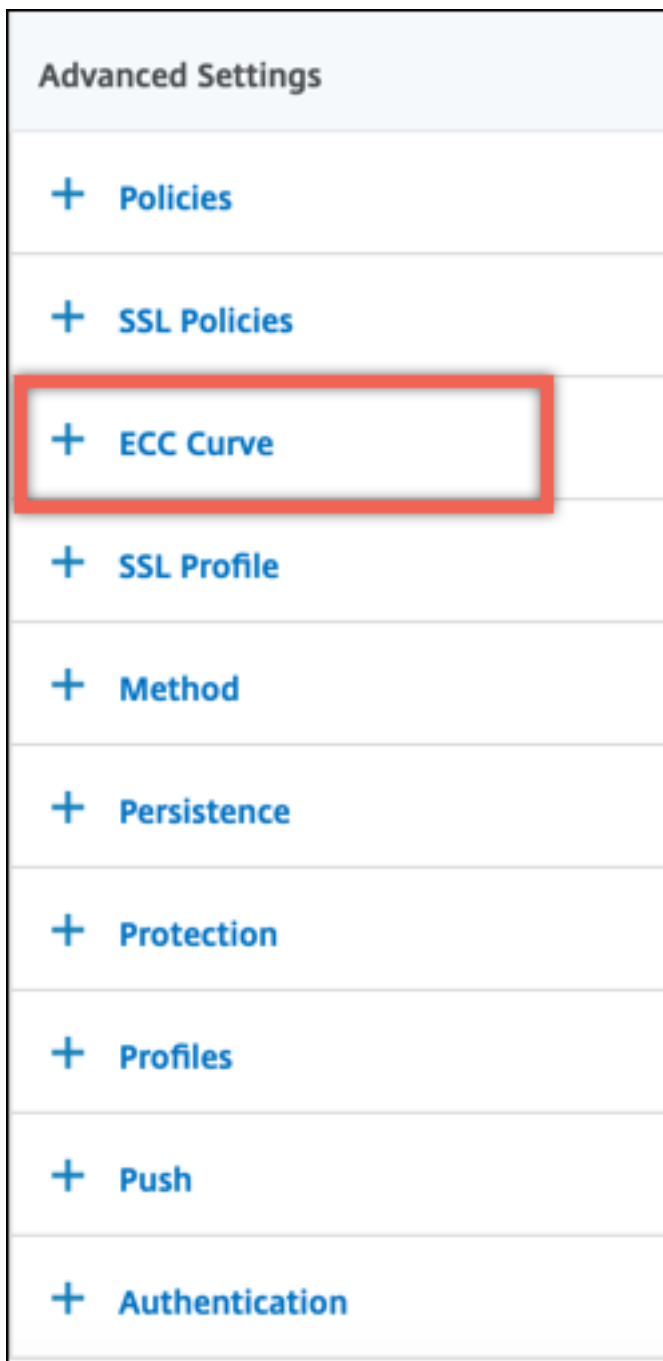 Advanced Settings
+ Policies
+ SSL Policies
+ ECC Curve
+ SSL Profile
+ Method
+ Persistence
+ Protection
+ Profiles
+ Push
+ Authentication